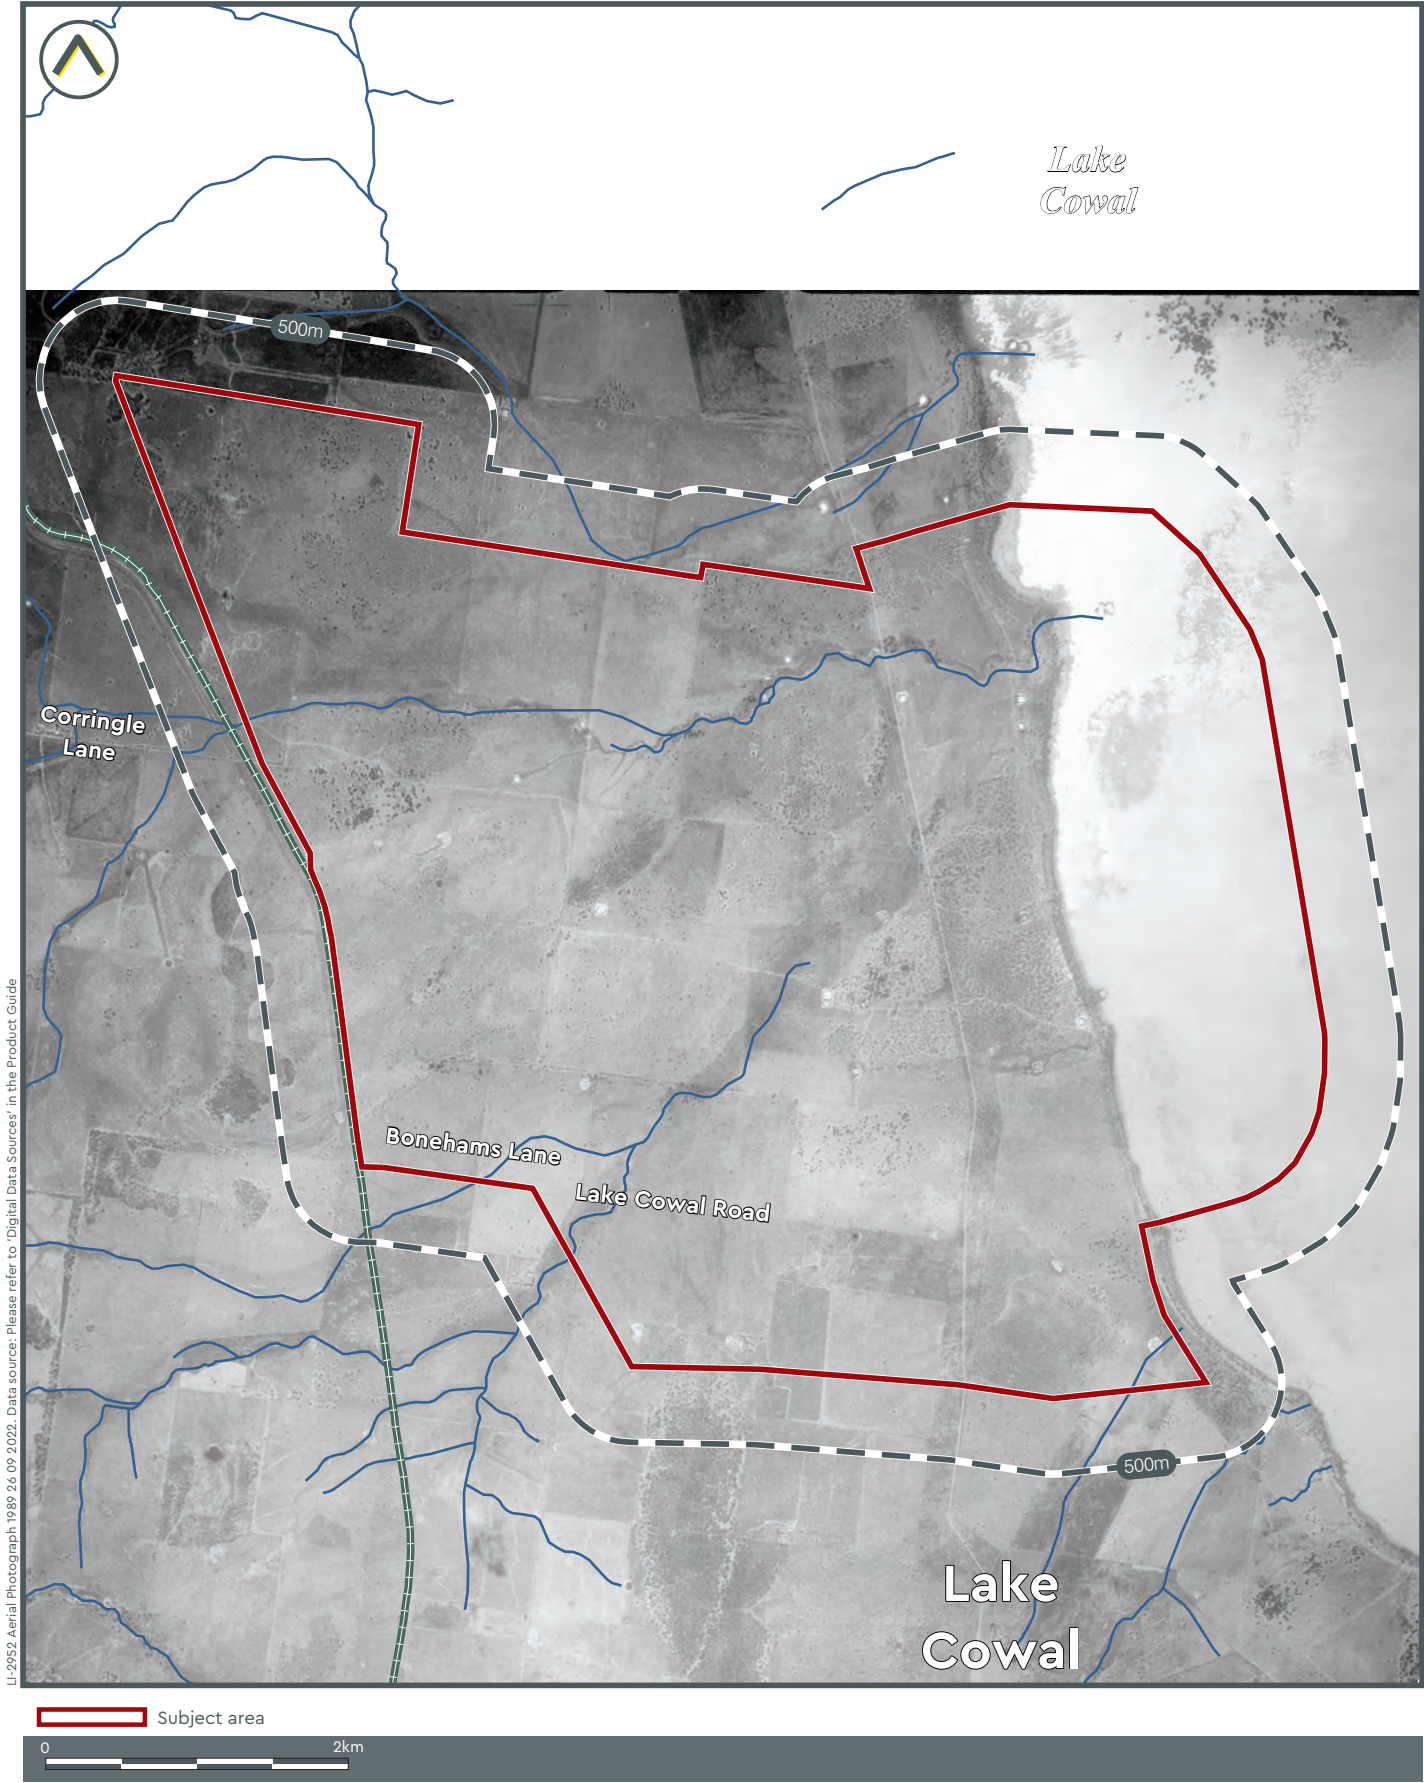 Lake
Cowal
500m
Corringle
Lane
Bonehams Lane
Lake Cowal Road
500m
Lake
Cowal
LI-2952 Aerial Photograph 1989 26 09 2022. Data source: Please refer to 'Digital Data Sources' in the Product Guide
Subject area
0 2km